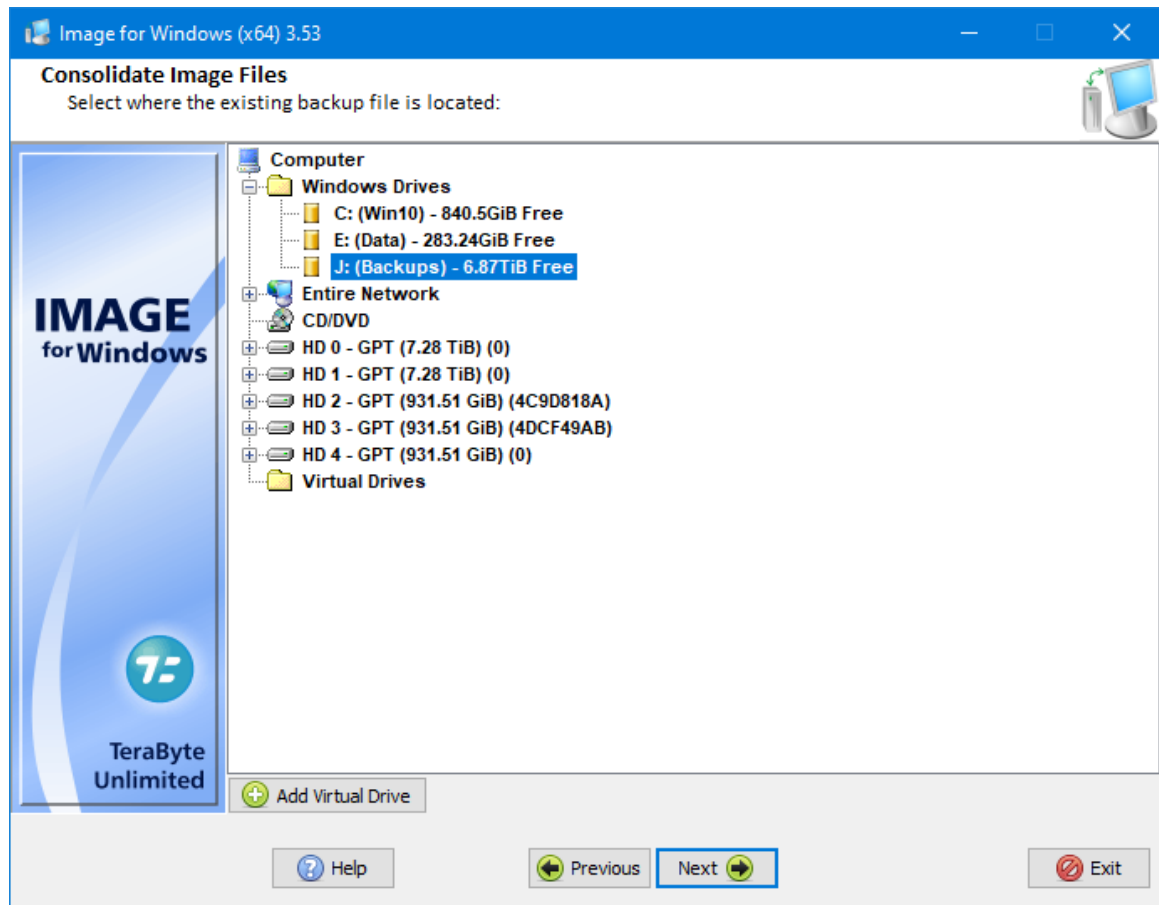 Image for Windows (x64) 3.53
Consolidate Image Files
Select where the existing backup file is located:
Computer
Windows Drives
C: (Win10) - 840.5GiB Free
E: (Data) - 283.24GiB Free
J: (Backups) - 6.87TiB Free
Entire Network
CD/DVD
HD 0 - GPT (7.28 TiB) (0)
HD 1 - GPT (7.28 TiB) (0)
HD 2 - GPT (931.51 GiB) (4C9D818A)
HD 3 - GPT (931.51 GiB) (4DCF49AB)
HD 4 - GPT (931.51 GiB) (0)
Virtual Drives
IMAGE
for Windows
TeraByte
Unlimited
Add Virtual Drive
Help
Previous
Next
Exit